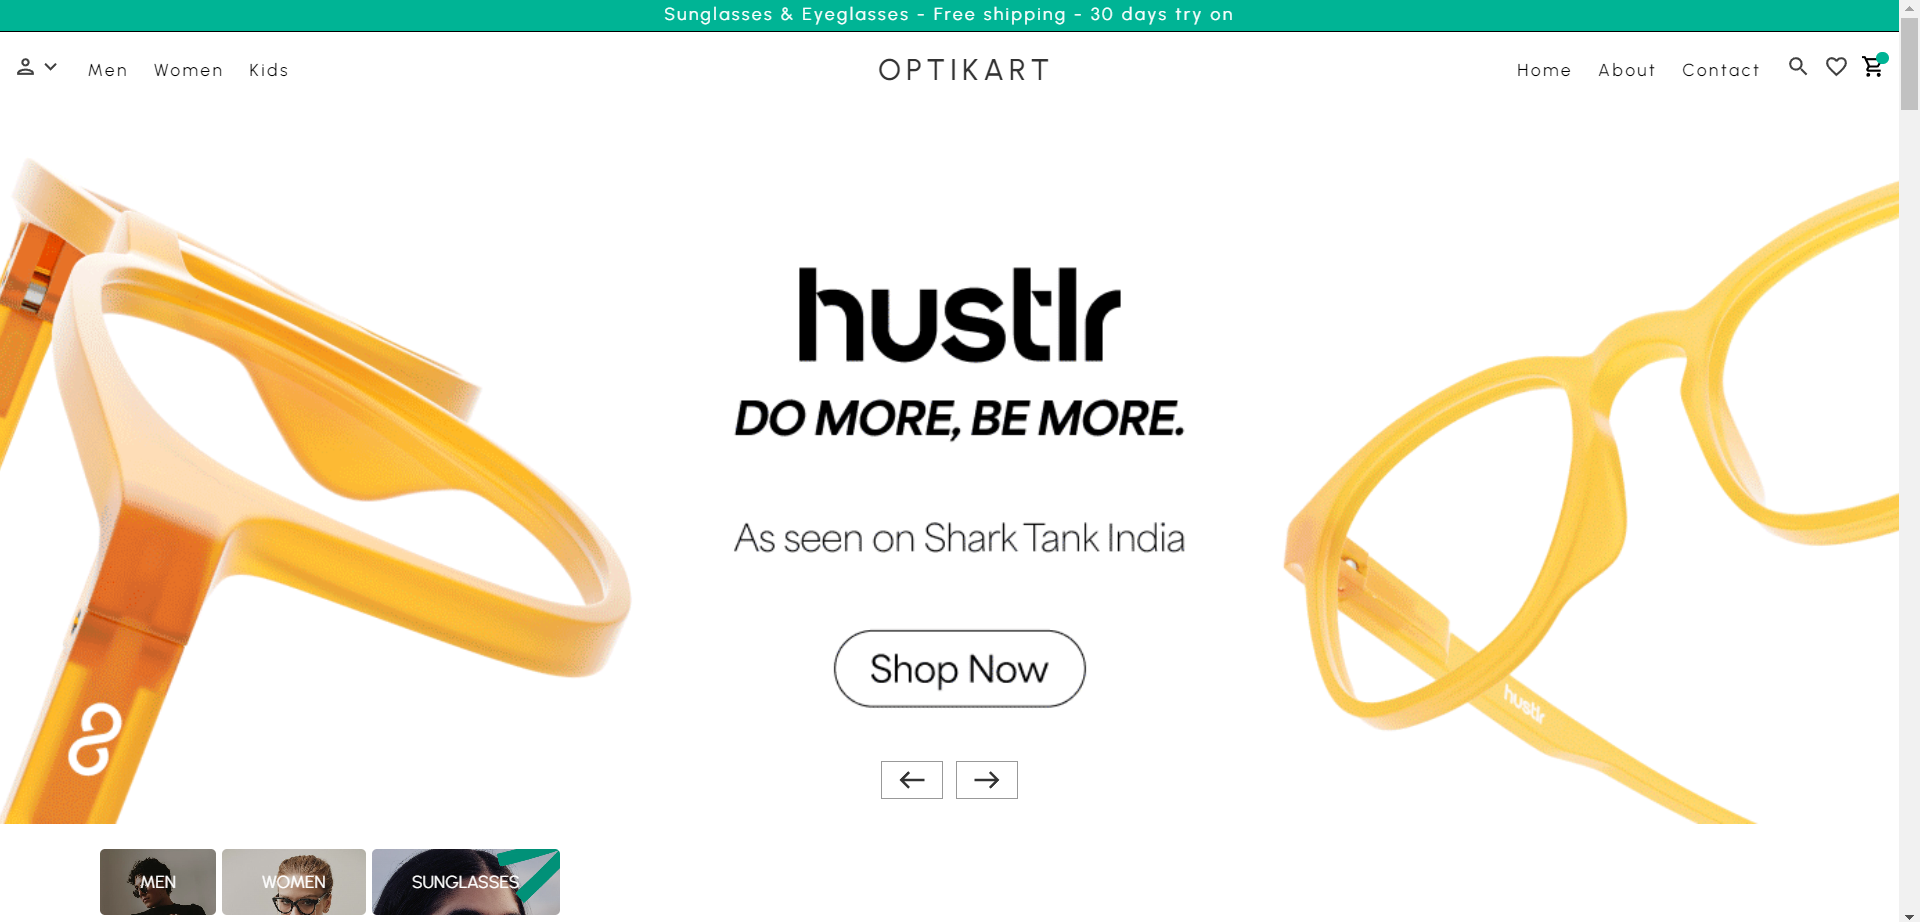 Sunglasses & Eyeglasses - Free shipping - 30 days try on
Men Women Kids
OPTIKART
Home About Contact
hustlr
DO MORE, BE MORE.
As seen on Shark Tank India
Shop Now
hustlr
MEN
WOMEN
SUNGLASSES